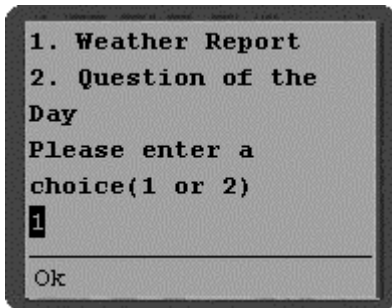 1. Weather Report
2. Question of the
Day
Please enter a
choice(1 or 2)
1
Ok